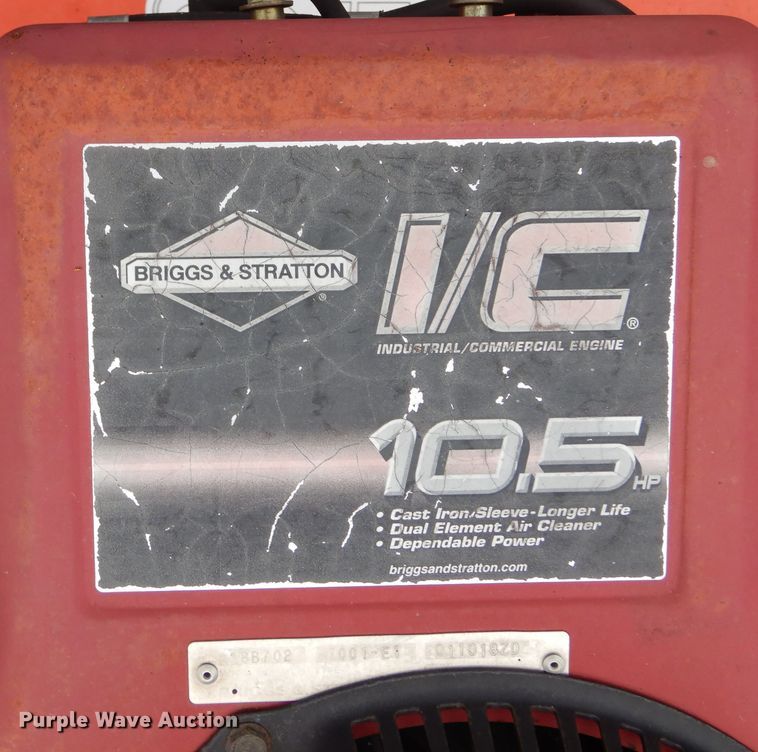 BRIGGS & STRATTON
®
I/C®
INDUSTRIAL/COMMERCIAL ENGINE
10.5 HP
• Cast Iron Sleeve-Longer Life
• Dual Element Air Cleaner
• Dependable Power
briggsandstratton.com
Purple Wave Auction